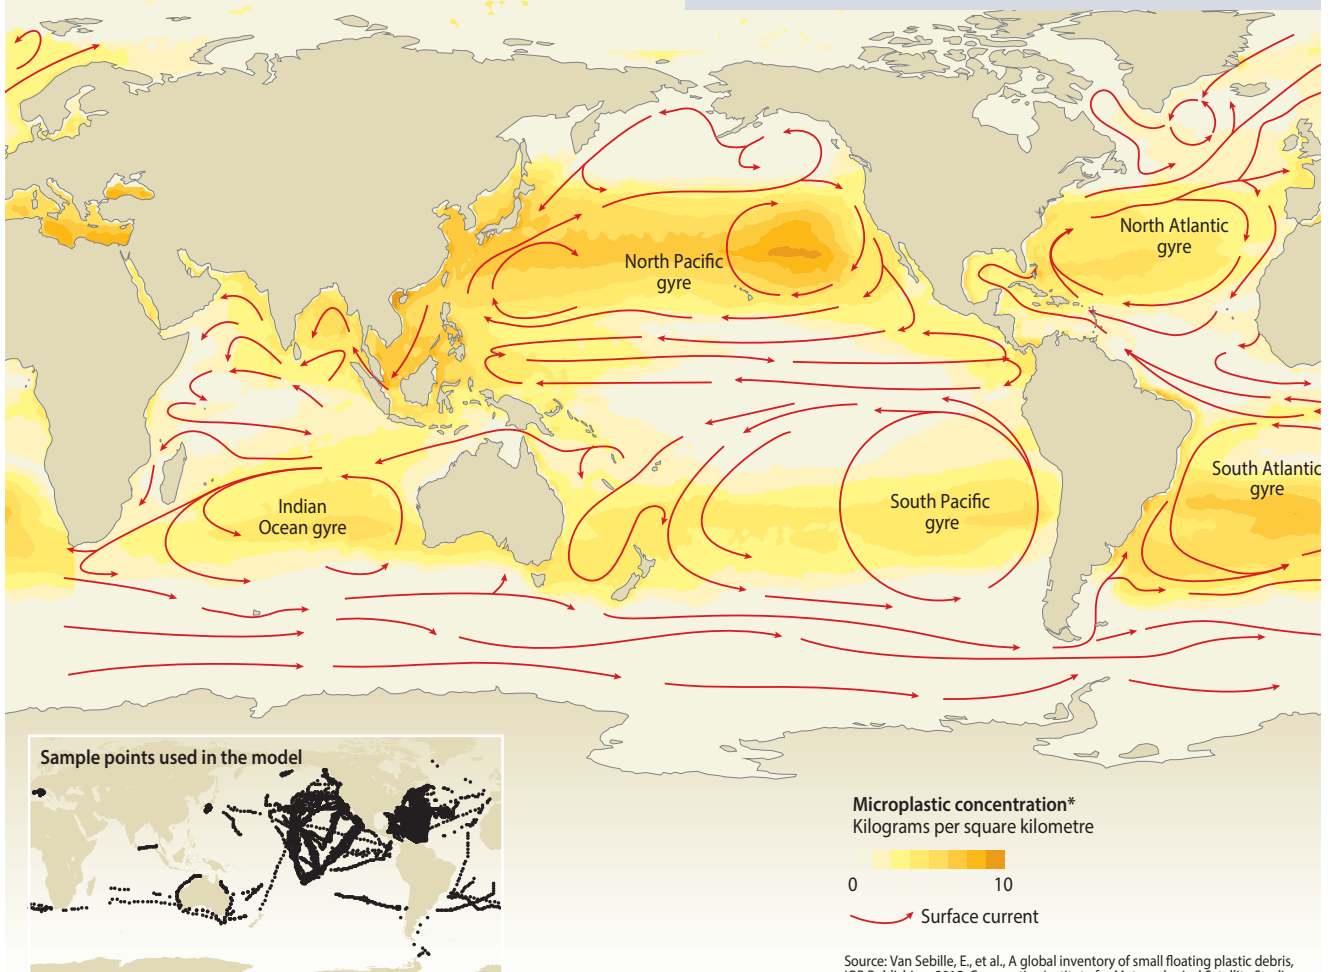 North Pacific
gyre
North Atlantic
gyre
Indian
Ocean gyre
South Pacific
gyre
South Atlantic
gyre
Sample points used in the model
Microplastic concentration*
Kilograms per square kilometre
0 10
Surface current
Source: Van Sebille, E., et al., A global inventory of small floating plastic debris,